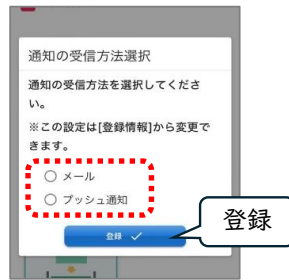 通知の受信方法選択
通知の受信方法を選択してくださ
い。
※この設定は[登録情報]から変更で
きます。
メール
プッシュ通知
登録
登録